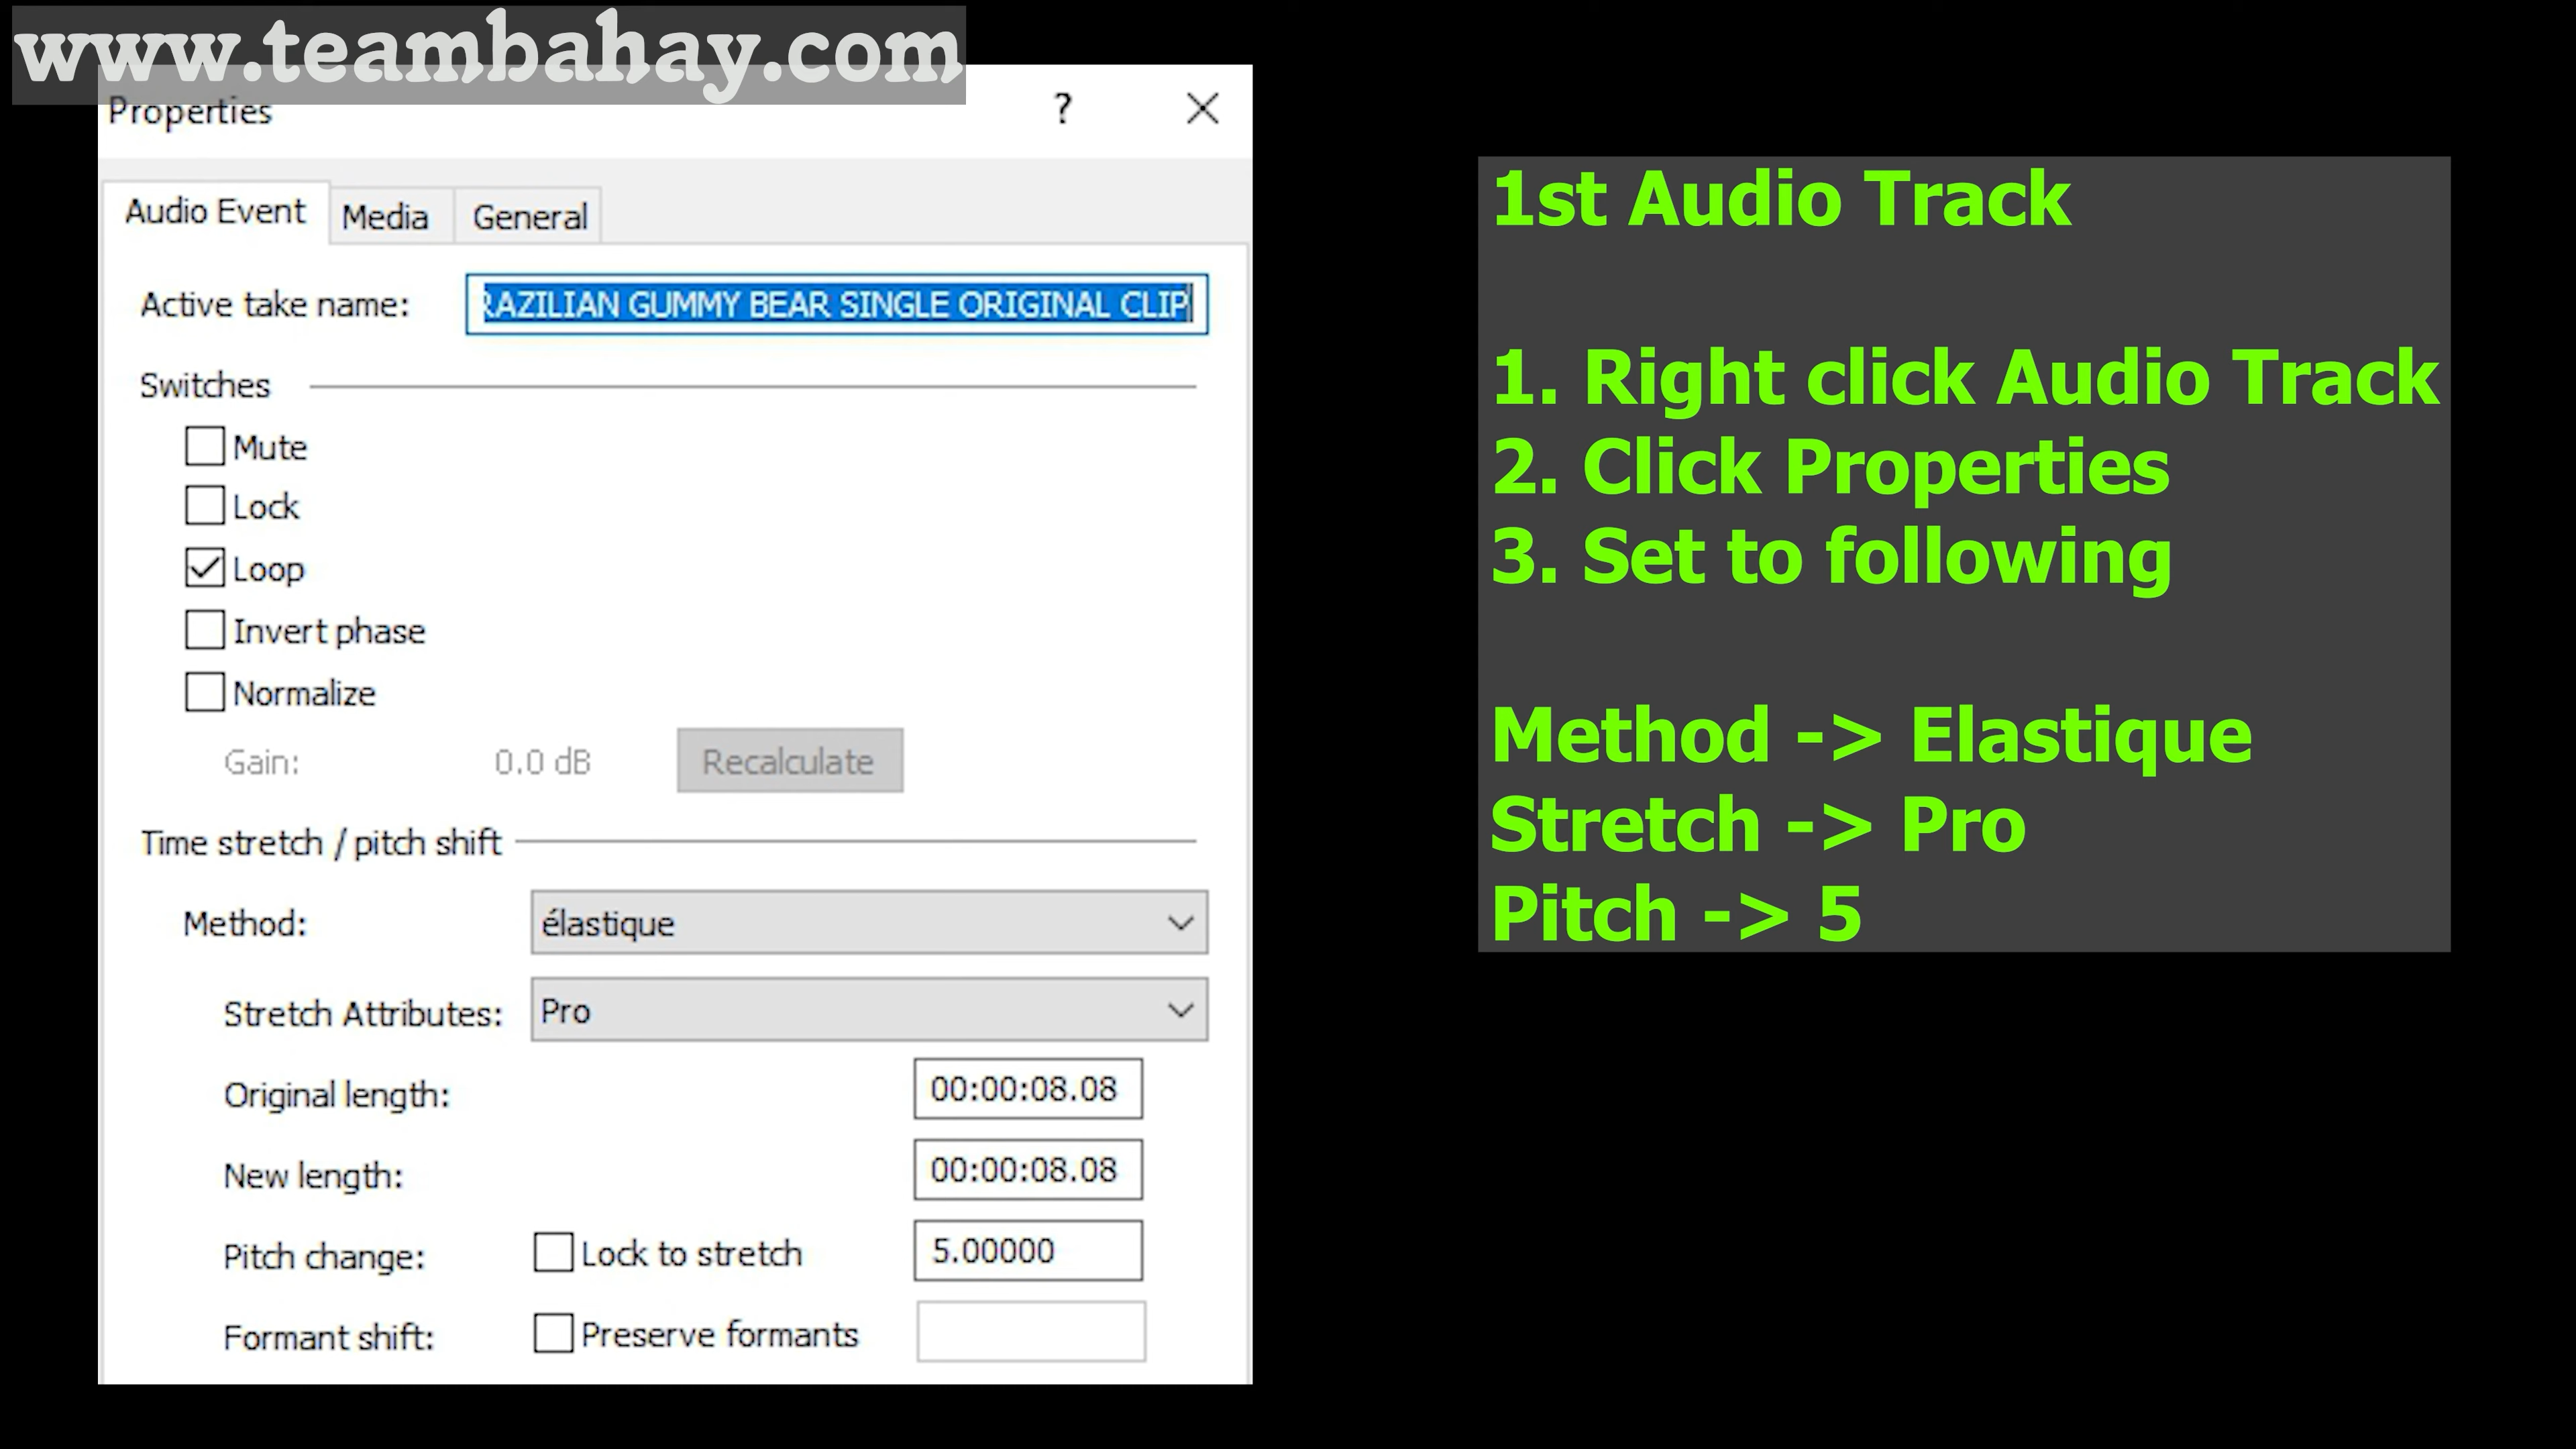 www.teambahay.com
Properties ?
Audio Event Media General
Active take name: RAZILIAN GUMMY BEAR SINGLE ORIGINAL CLIP
Switches
Mute
Lock
Loop
Invert phase
Normalize
Gain: 0.0 dB Recalculate
Time stretch / pitch shift
Method: élastique
Stretch Attributes: Pro
Original length: 00:00:08.08
New length: 00:00:08.08
Pitch change: Lock to stretch 5.00000
Formant shift: Preserve formants
1st Audio Track
1. Right click Audio Track
2. Click Properties
3. Set to following
Method -> Elastique
Stretch -> Pro
Pitch -> 5